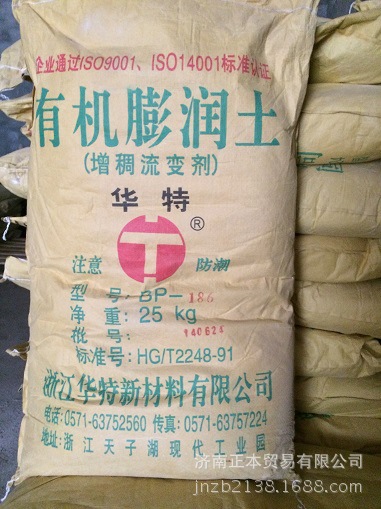 企业通过ISO9001、ISO14001标准认证
有机膨润土
(增稠流变剂)
华特
®
注意 防潮
型号:BP-186
净重:25kg
批号:140624
标准号:HG/T2248-91
浙江华特新材料有限公司
电话:0571-63752560 传真:0571-63757224
地址:浙江天子湖现代工业园
济南正本贸易有限公司
jnzb2138.1688.com